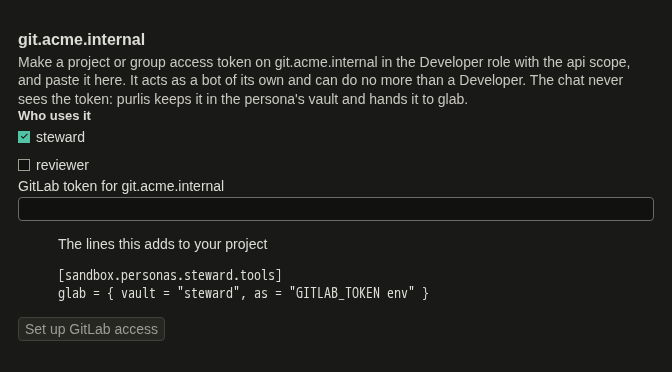 git.acme.internal
Make a project or group access token on git.acme.internal in the Developer role with the api scope,
and paste it here. It acts as a bot of its own and can do no more than a Developer. The chat never
sees the token: purlis keeps it in the persona's vault and hands it to glab.
Who uses it
steward
reviewer
GitLab token for git.acme.internal
The lines this adds to your project
[sandbox.personas.steward.tools]
glab = { vault = "steward", as = "GITLAB_TOKEN env" }
Set up GitLab access